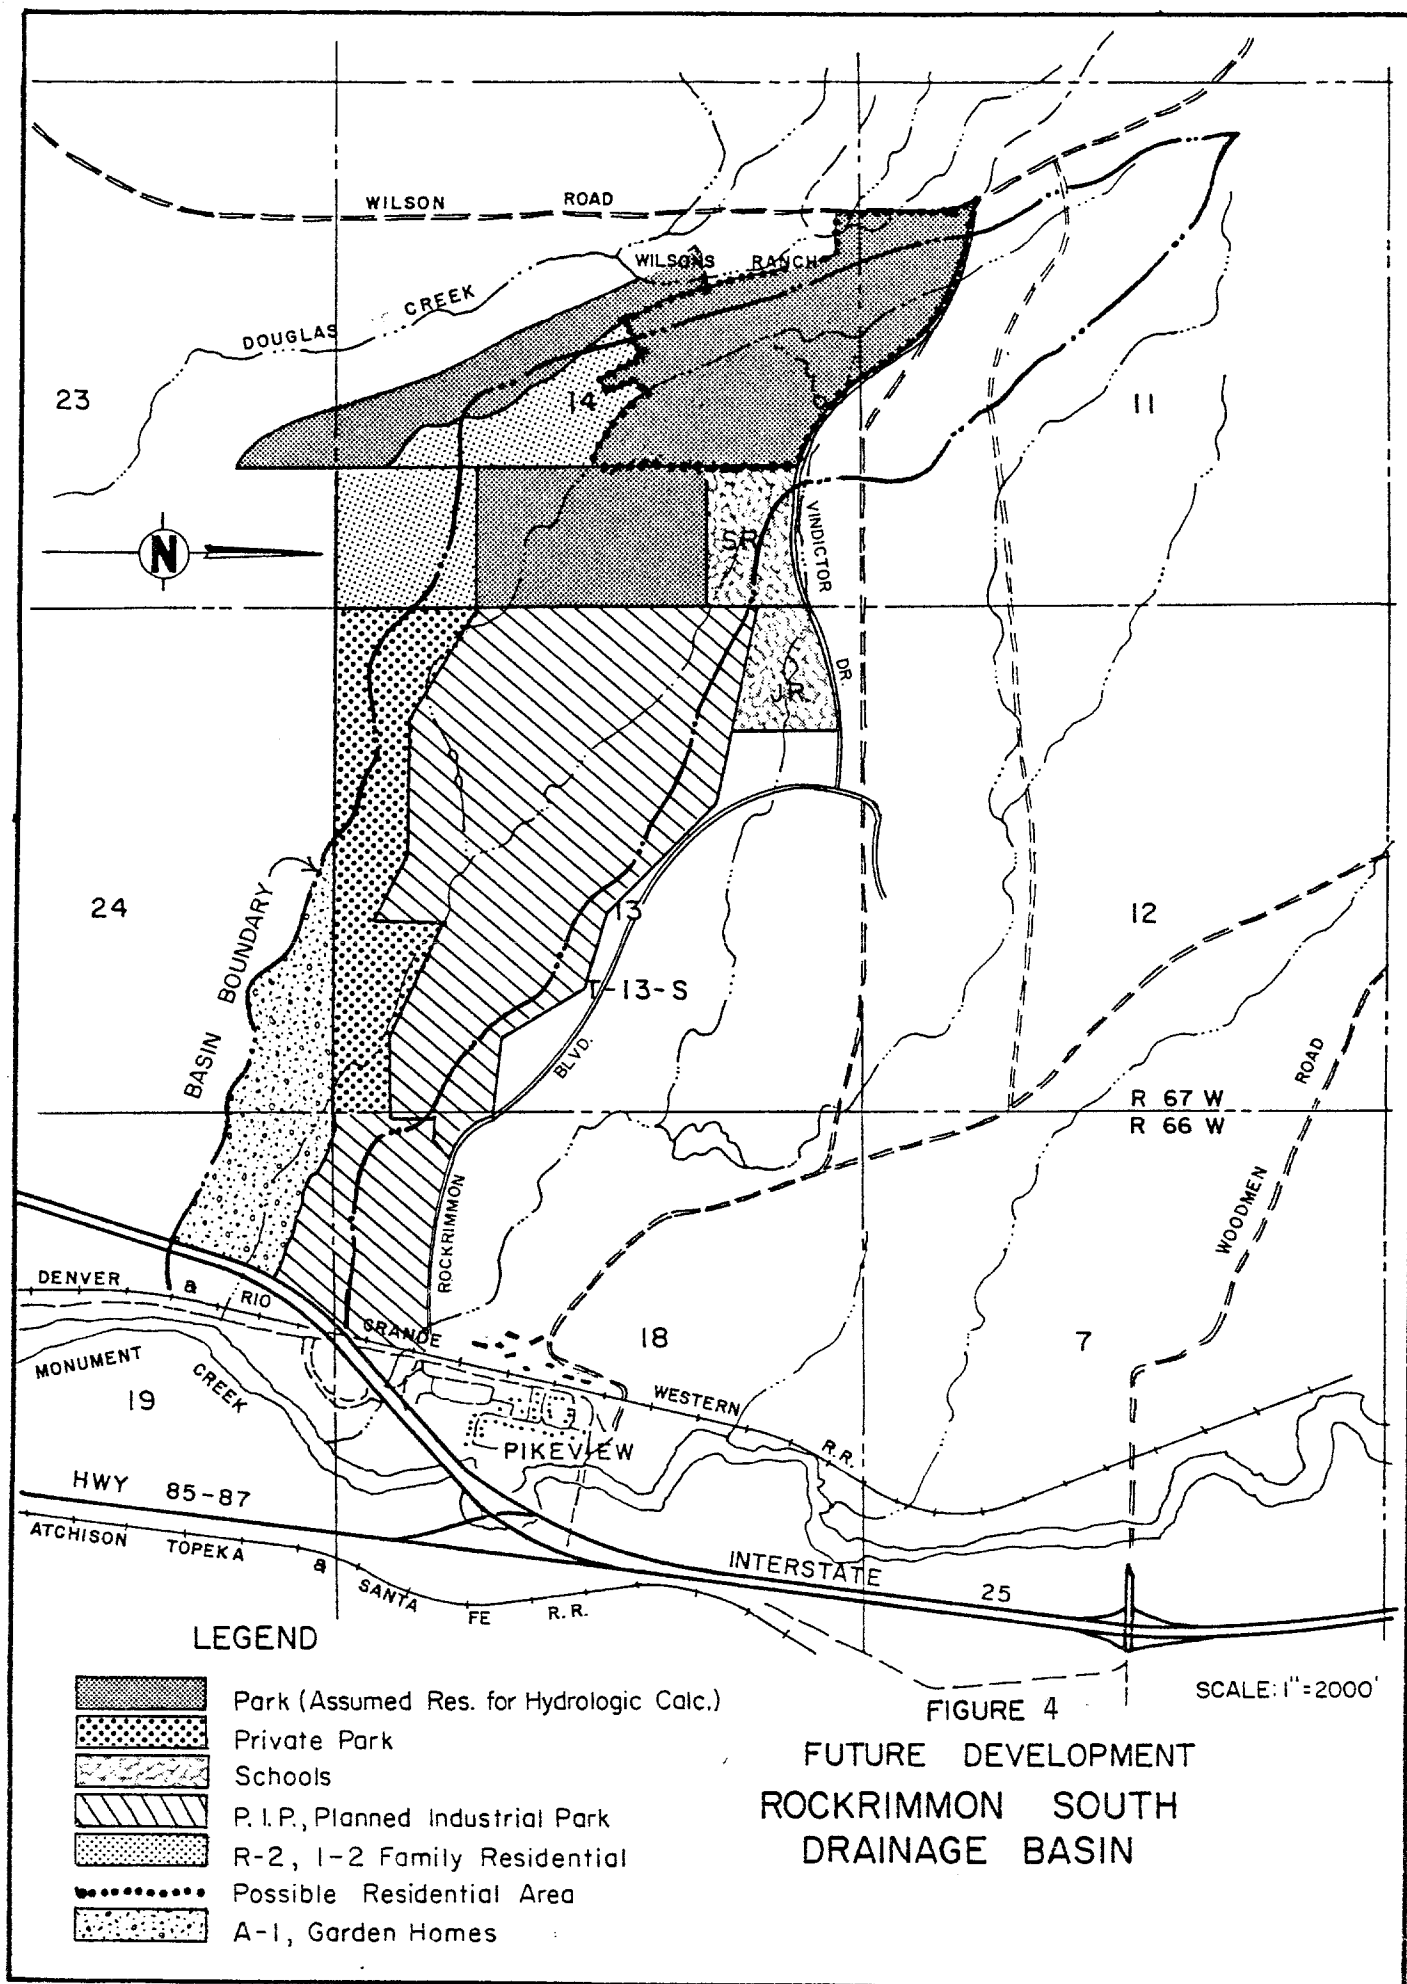 WILSON ROAD
WILSONS RANCH
DOUGLAS CREEK
23
14
11
N
SR.
VINDICTOR DR.
JR.
BASIN BOUNDARY
24
13
12
T-13-S
BLVD.
R 67 W
R 66 W
ROAD
WOODMEN
ROCKRIMMON
DENVER & RIO GRANDE WESTERN R.R.
18
7
MONUMENT CREEK
19
PIKEVIEW
HWY 85-87
ATCHISON TOPEKA & SANTA FE R.R.
INTERSTATE 25
LEGEND
Park (Assumed Res. for Hydrologic Calc.)
Private Park
Schools
P.I.P., Planned Industrial Park
R-2, 1-2 Family Residential
Possible Residential Area
A-1, Garden Homes
SCALE: 1"=2000'
FIGURE 4
FUTURE DEVELOPMENT
ROCKRIMMON SOUTH
DRAINAGE BASIN